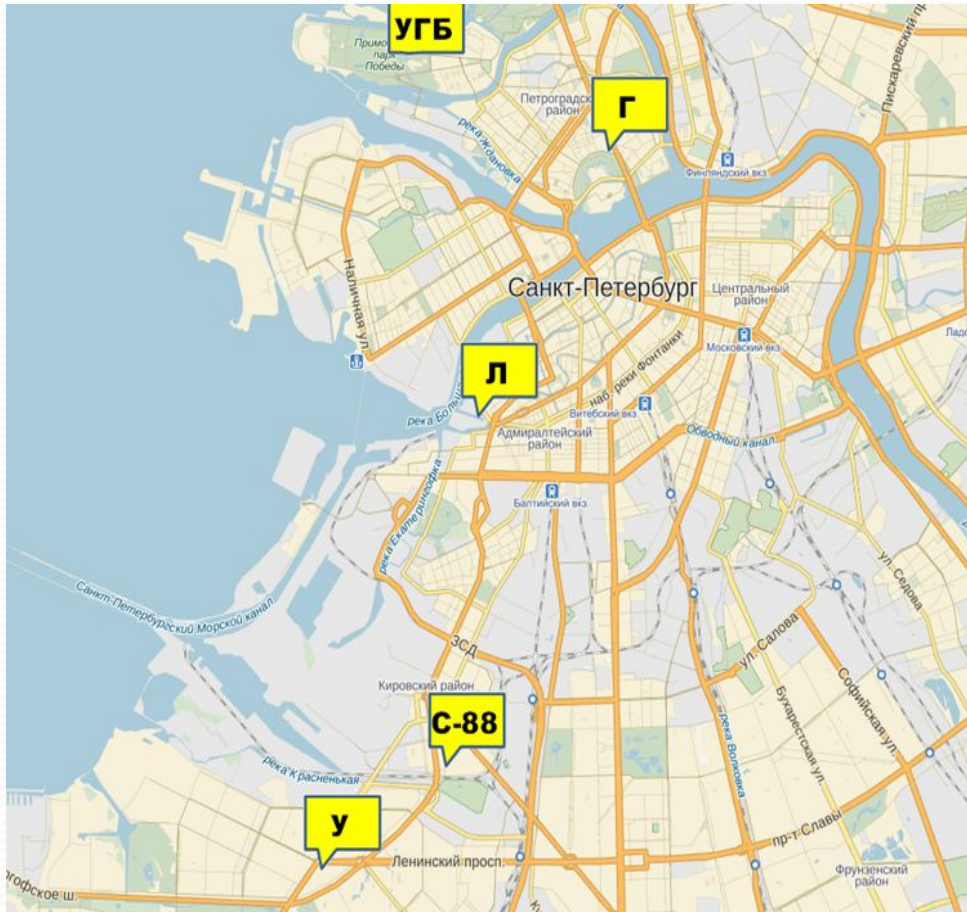 УГБ
Примо
парк
Победы
Пискаревский пр
Петроградск
район
Г
река Ждановка
Финляндский вкз.
Наличная ул.
Санкт-Петербург
Центральный
район
Московский вкз.
Ладо
наб. реки Фонтанки
Л
река Больш
Витебский вкз.
Адмиралтейский
район
Обводный канал
Балтийский вкз.
река Екатерингофка
ул. Седова
Санкт-Петербургский Морской канал
ЗСД
ул. Салова
Кировский район
Софийская ул.
С-88
Бухарестская ул.
река Волковка
река Красненькая
У
Ленинский просп.
пр-т Славы
Фрунзенский
район
гофское ш.